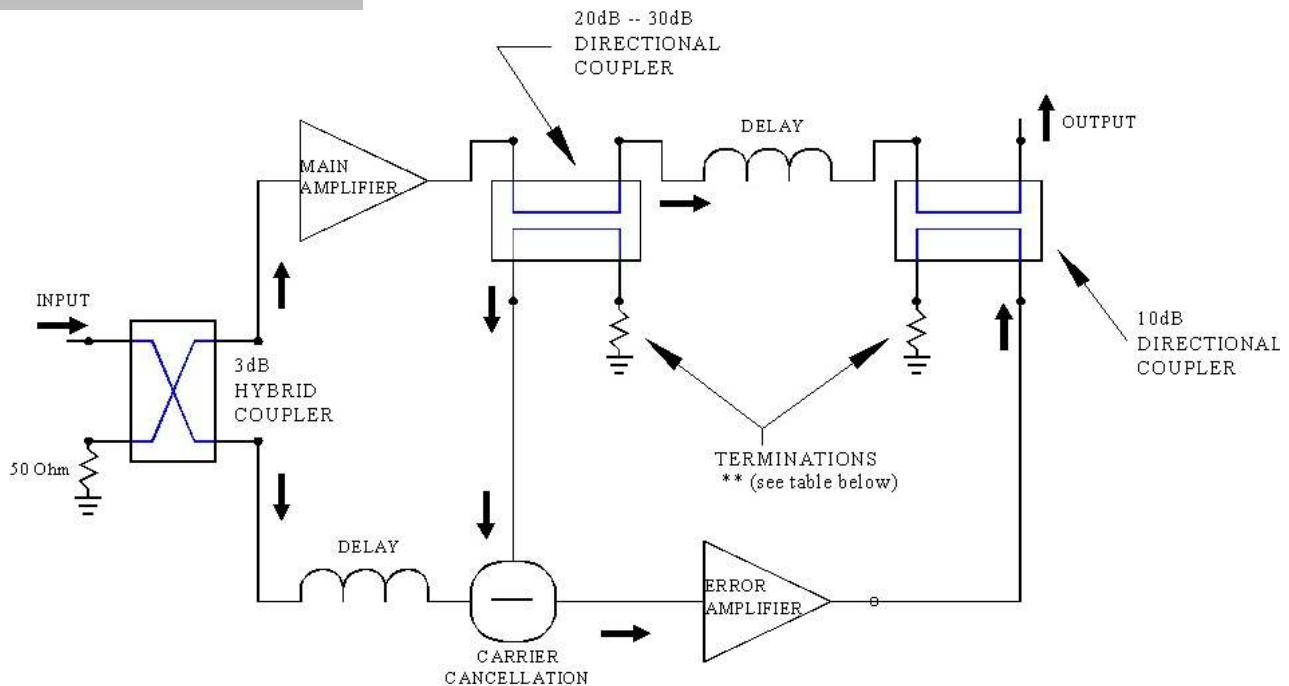 20dB -- 30dB
DIRECTIONAL
COUPLER
DELAY
OUTPUT
MAIN
AMPLIFIER
INPUT
3dB
HYBRID
COUPLER
50 Ohm
10dB
DIRECTIONAL
COUPLER
TERMINATIONS
** (see table below)
DELAY
ERROR
AMPLIFIER
CARRIER
CANCELLATION